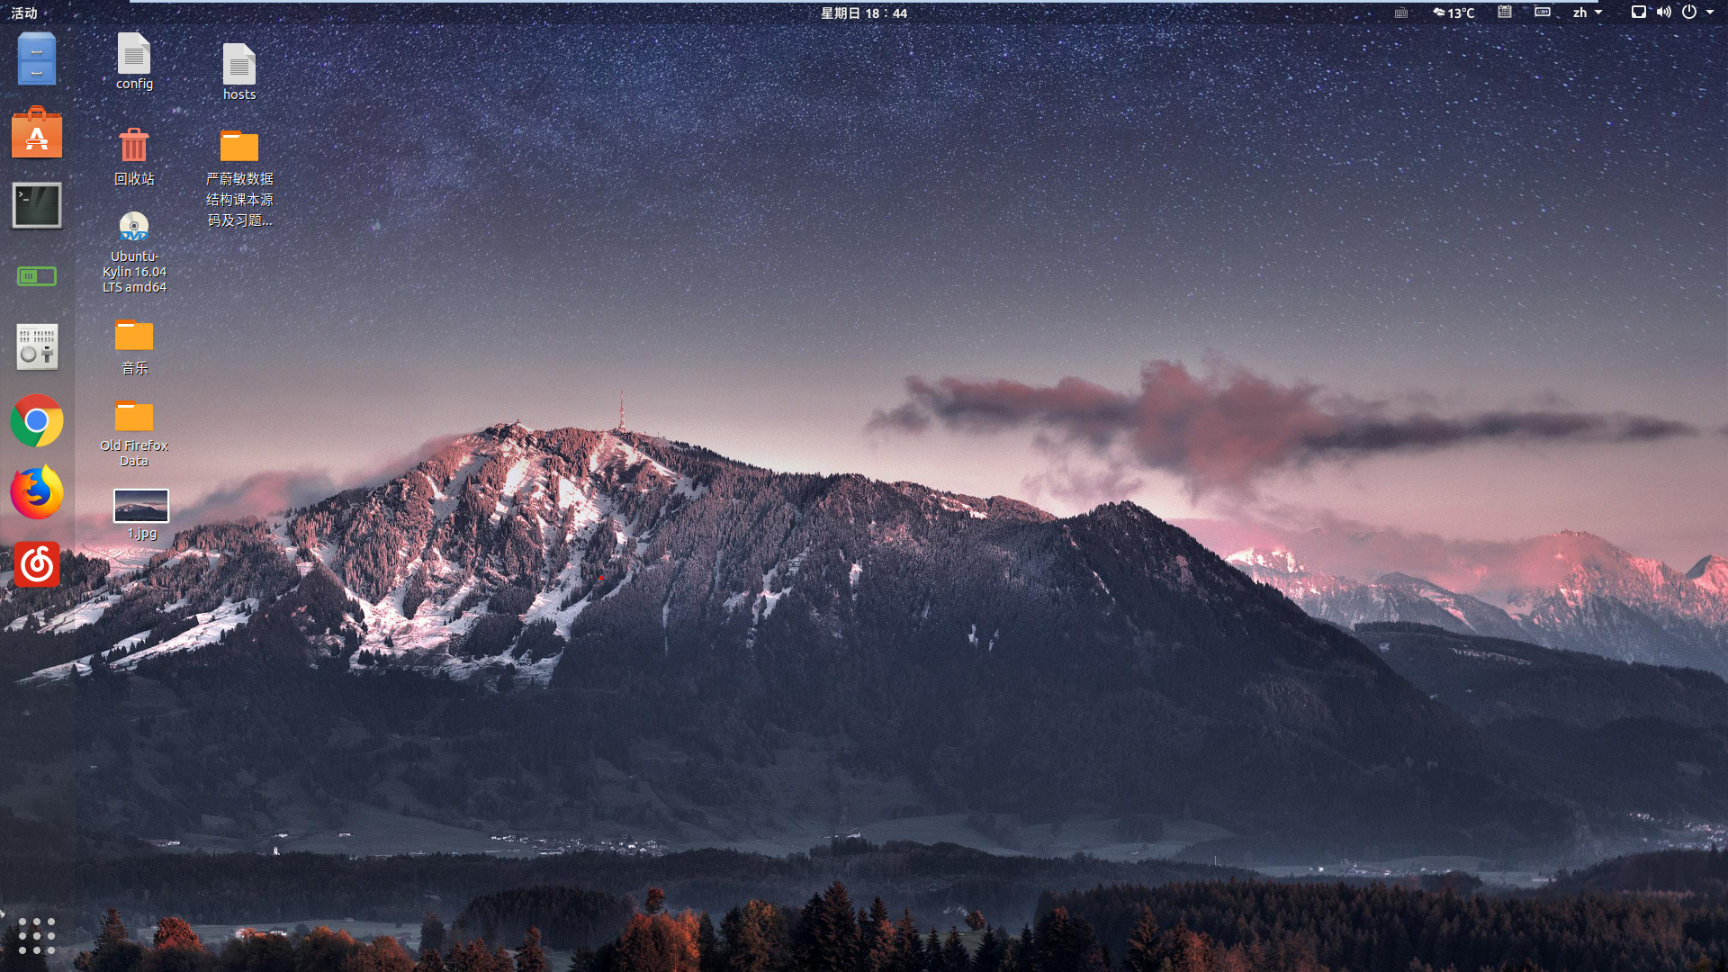 活动
星期日 18：44
13℃
zh
config
hosts
回收站
严蔚敏数据
结构课本源
码及习题...
Ubuntu-
Kylin 16.04
LTS amd64
音乐
Old Firefox
Data
1.jpg